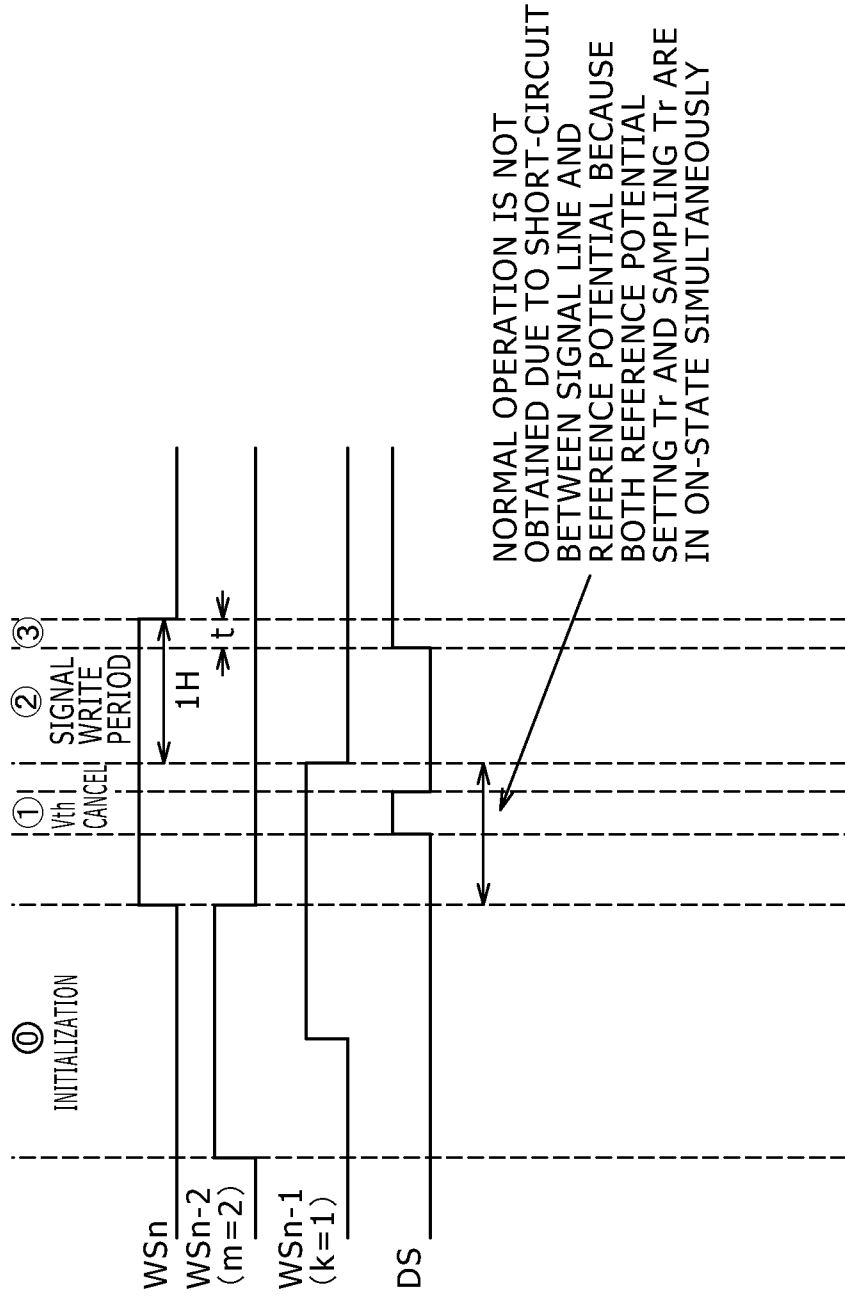 ⓪
INITIALIZATION
①
Vth
CANCEL
②
SIGNAL
WRITE
PERIOD
③
WSn
1H
WSn-2
(m=2)
t
WSn-1
(k=1)
DS
NORMAL OPERATION IS NOT
OBTAINED DUE TO SHORT-CIRCUIT
BETWEEN SIGNAL LINE AND
REFERENCE POTENTIAL BECAUSE
BOTH REFERENCE POTENTIAL
SETTNG Tr AND SAMPLING Tr ARE
IN ON-STATE SIMULTANEOUSLY